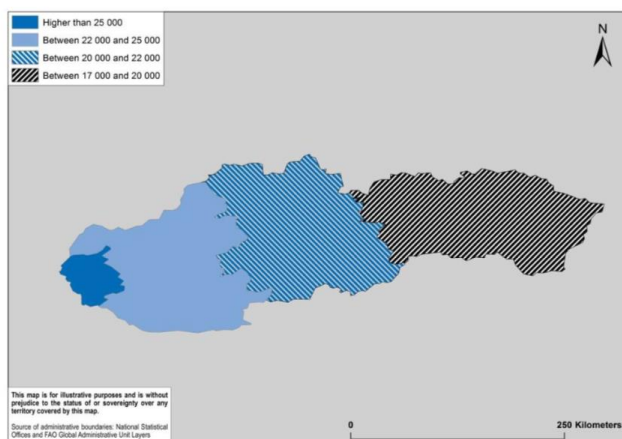 Higher than 25 000
Between 22 000 and 25 000
Between 20 000 and 22 000
Between 17 000 and 20 000
N
This map is for illustrative purposes and is without
prejudice to the status of or sovereignty over any
territory covered by this map.
Source of administrative boundaries: National Statistical
Offices and FAO Global Administrative Unit Layers
0
250 Kilometers